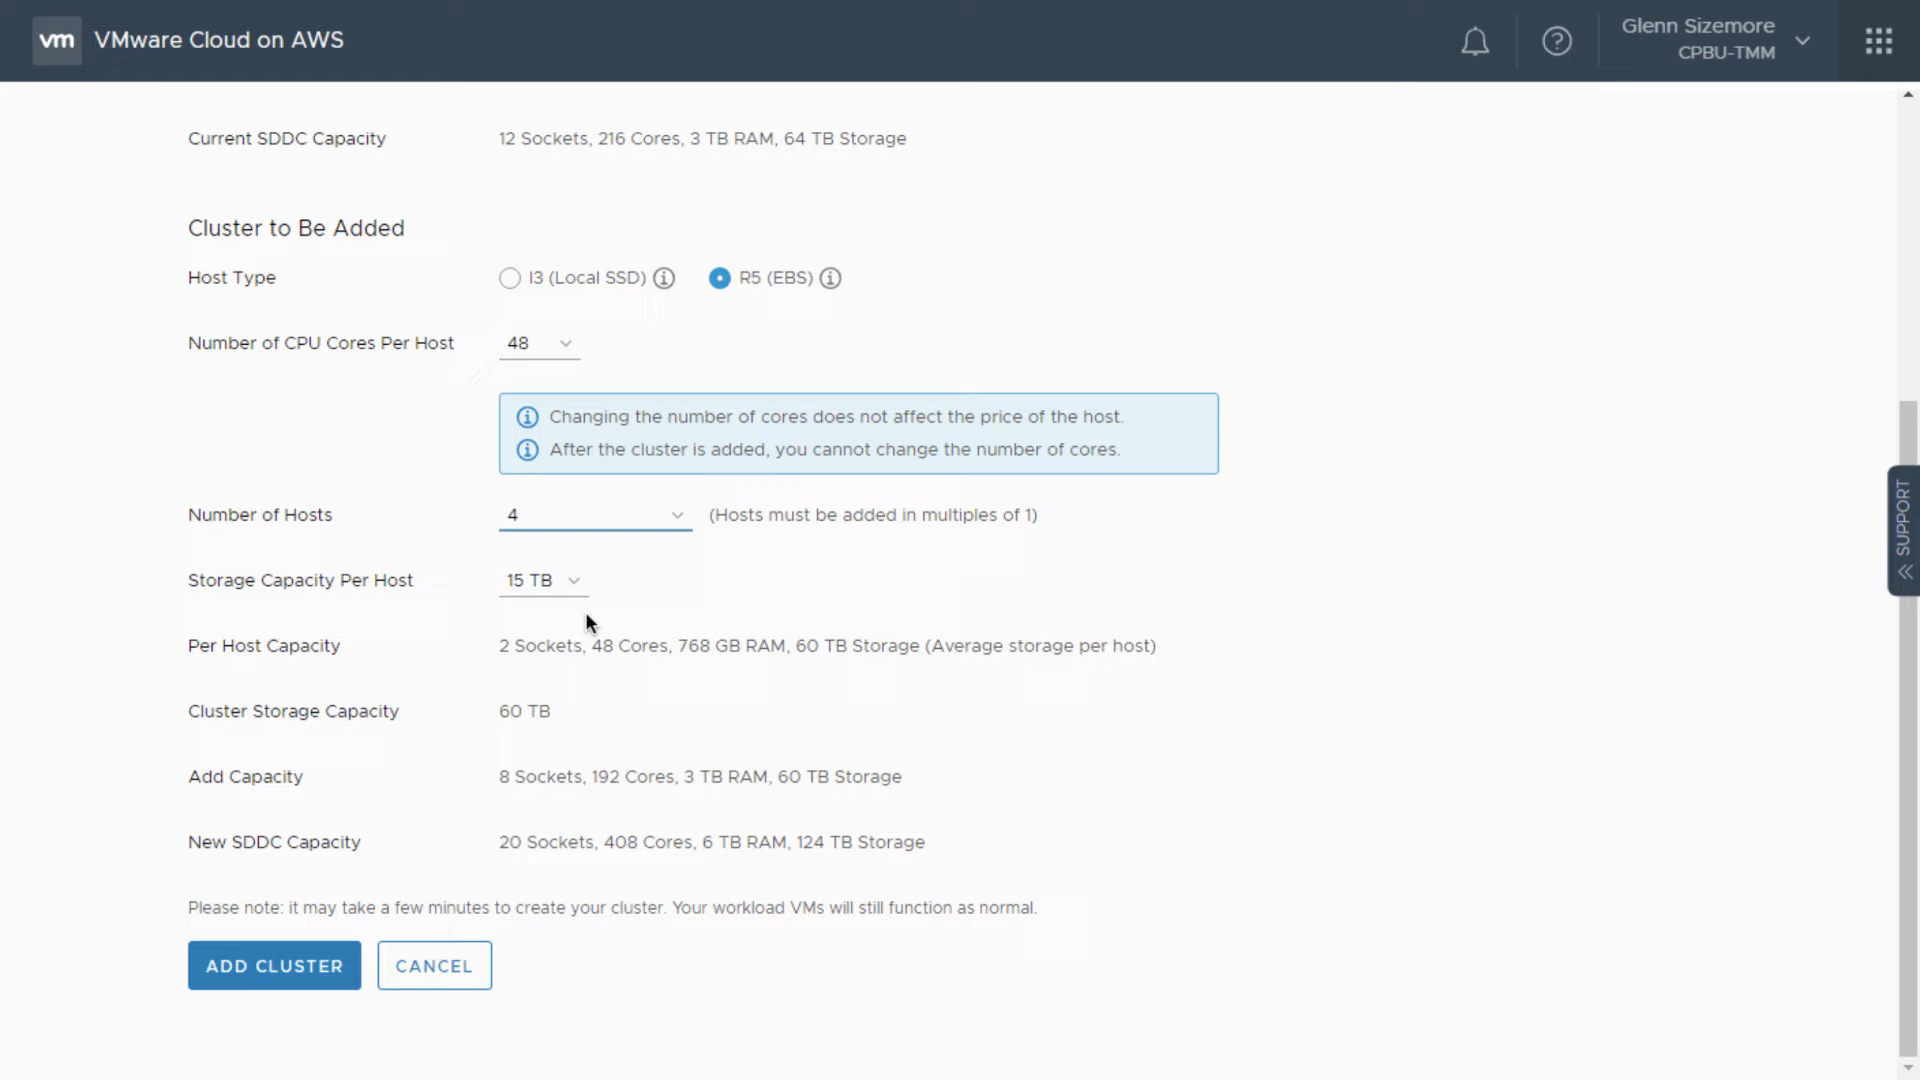 vm VMware Cloud on AWS
Glenn Sizemore
CPBU-TMM
Current SDDC Capacity 12 Sockets, 216 Cores, 3 TB RAM, 64 TB Storage
Cluster to Be Added
Host Type I3 (Local SSD) R5 (EBS)
Number of CPU Cores Per Host 48
Changing the number of cores does not affect the price of the host.
After the cluster is added, you cannot change the number of cores.
Number of Hosts 4 (Hosts must be added in multiples of 1)
Storage Capacity Per Host 15 TB
Per Host Capacity 2 Sockets, 48 Cores, 768 GB RAM, 60 TB Storage (Average storage per host)
Cluster Storage Capacity 60 TB
Add Capacity 8 Sockets, 192 Cores, 3 TB RAM, 60 TB Storage
New SDDC Capacity 20 Sockets, 408 Cores, 6 TB RAM, 124 TB Storage
Please note: it may take a few minutes to create your cluster. Your workload VMs will still function as normal.
ADD CLUSTER CANCEL
SUPPORT